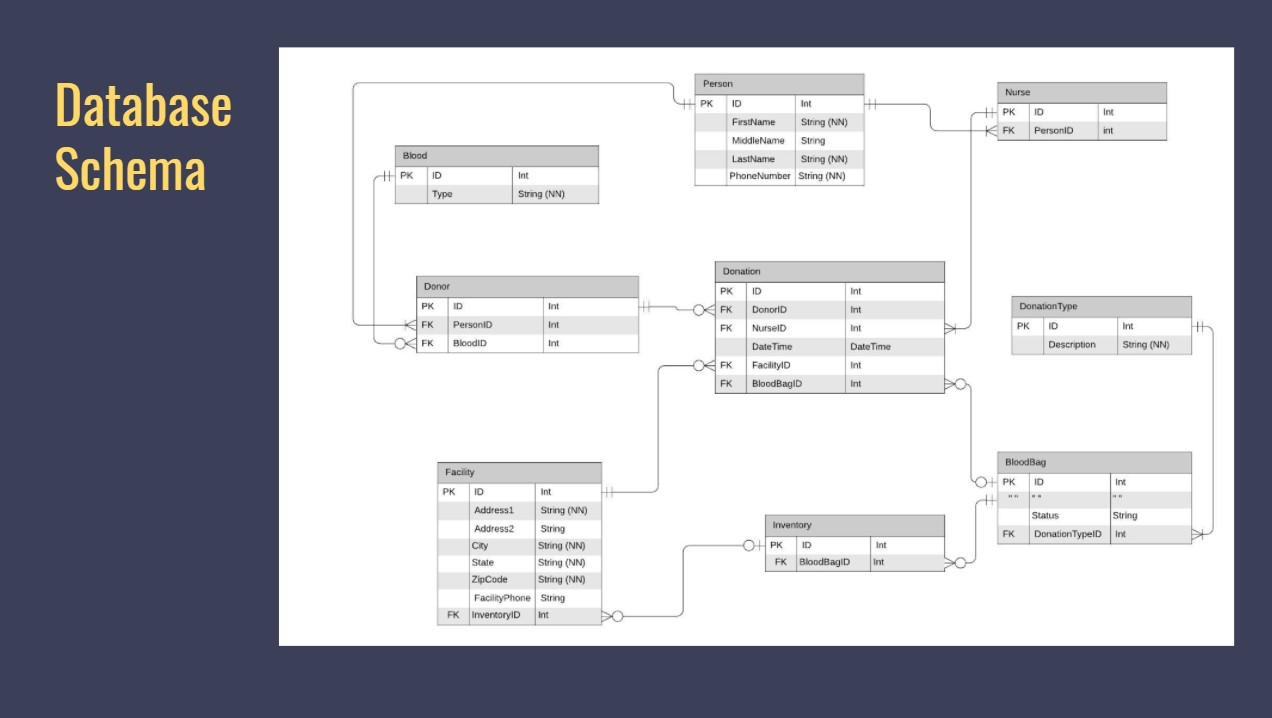 Database
Schema
Person
PK ID Int
FirstName String (NN)
MiddleName String
LastName String (NN)
PhoneNumber String (NN)
Nurse
PK ID Int
FK PersonID int
Blood
PK ID Int
Type String (NN)
Donor
PK ID Int
FK PersonID Int
FK BloodID Int
Donation
PK ID Int
FK DonorID Int
FK NurseID Int
DateTime DateTime
FK FacilityID Int
FK BloodBagID Int
DonationType
PK ID Int
Description String (NN)
Facility
PK ID Int
Address1 String (NN)
Address2 String
City String (NN)
State String (NN)
ZipCode String (NN)
FacilityPhone String
FK InventoryID Int
Inventory
PK ID Int
FK BloodBagID Int
BloodBag
PK ID Int
" " " " " "
Status String
FK DonationTypeID Int